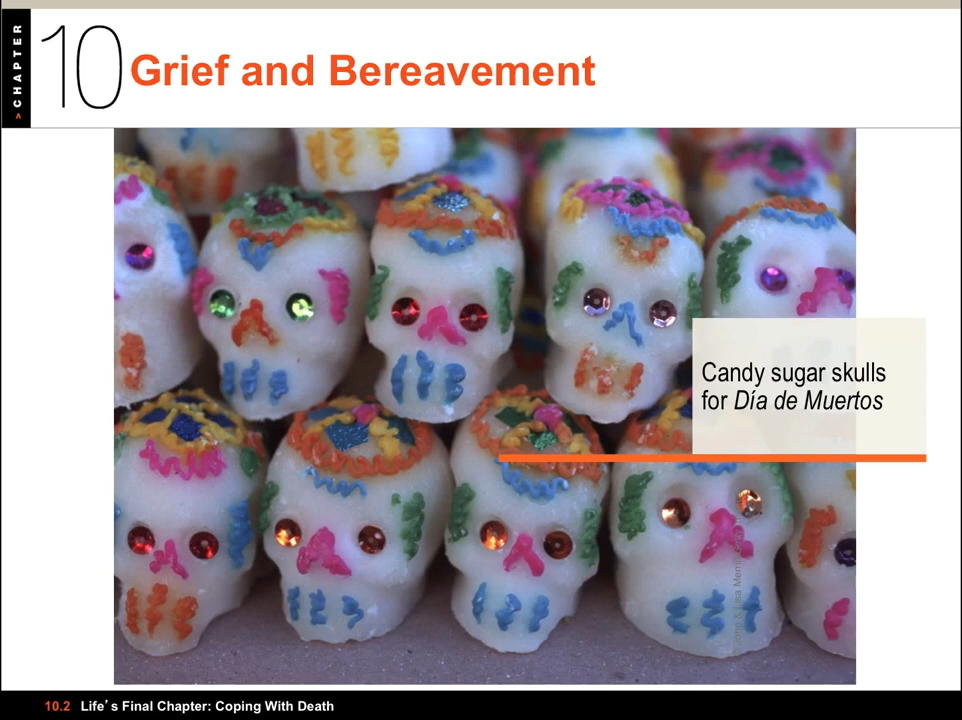 > CHAPTER
10
Grief and Bereavement
Candy sugar skulls
for Día de Muertos
10.2 Life's Final Chapter: Coping With Death